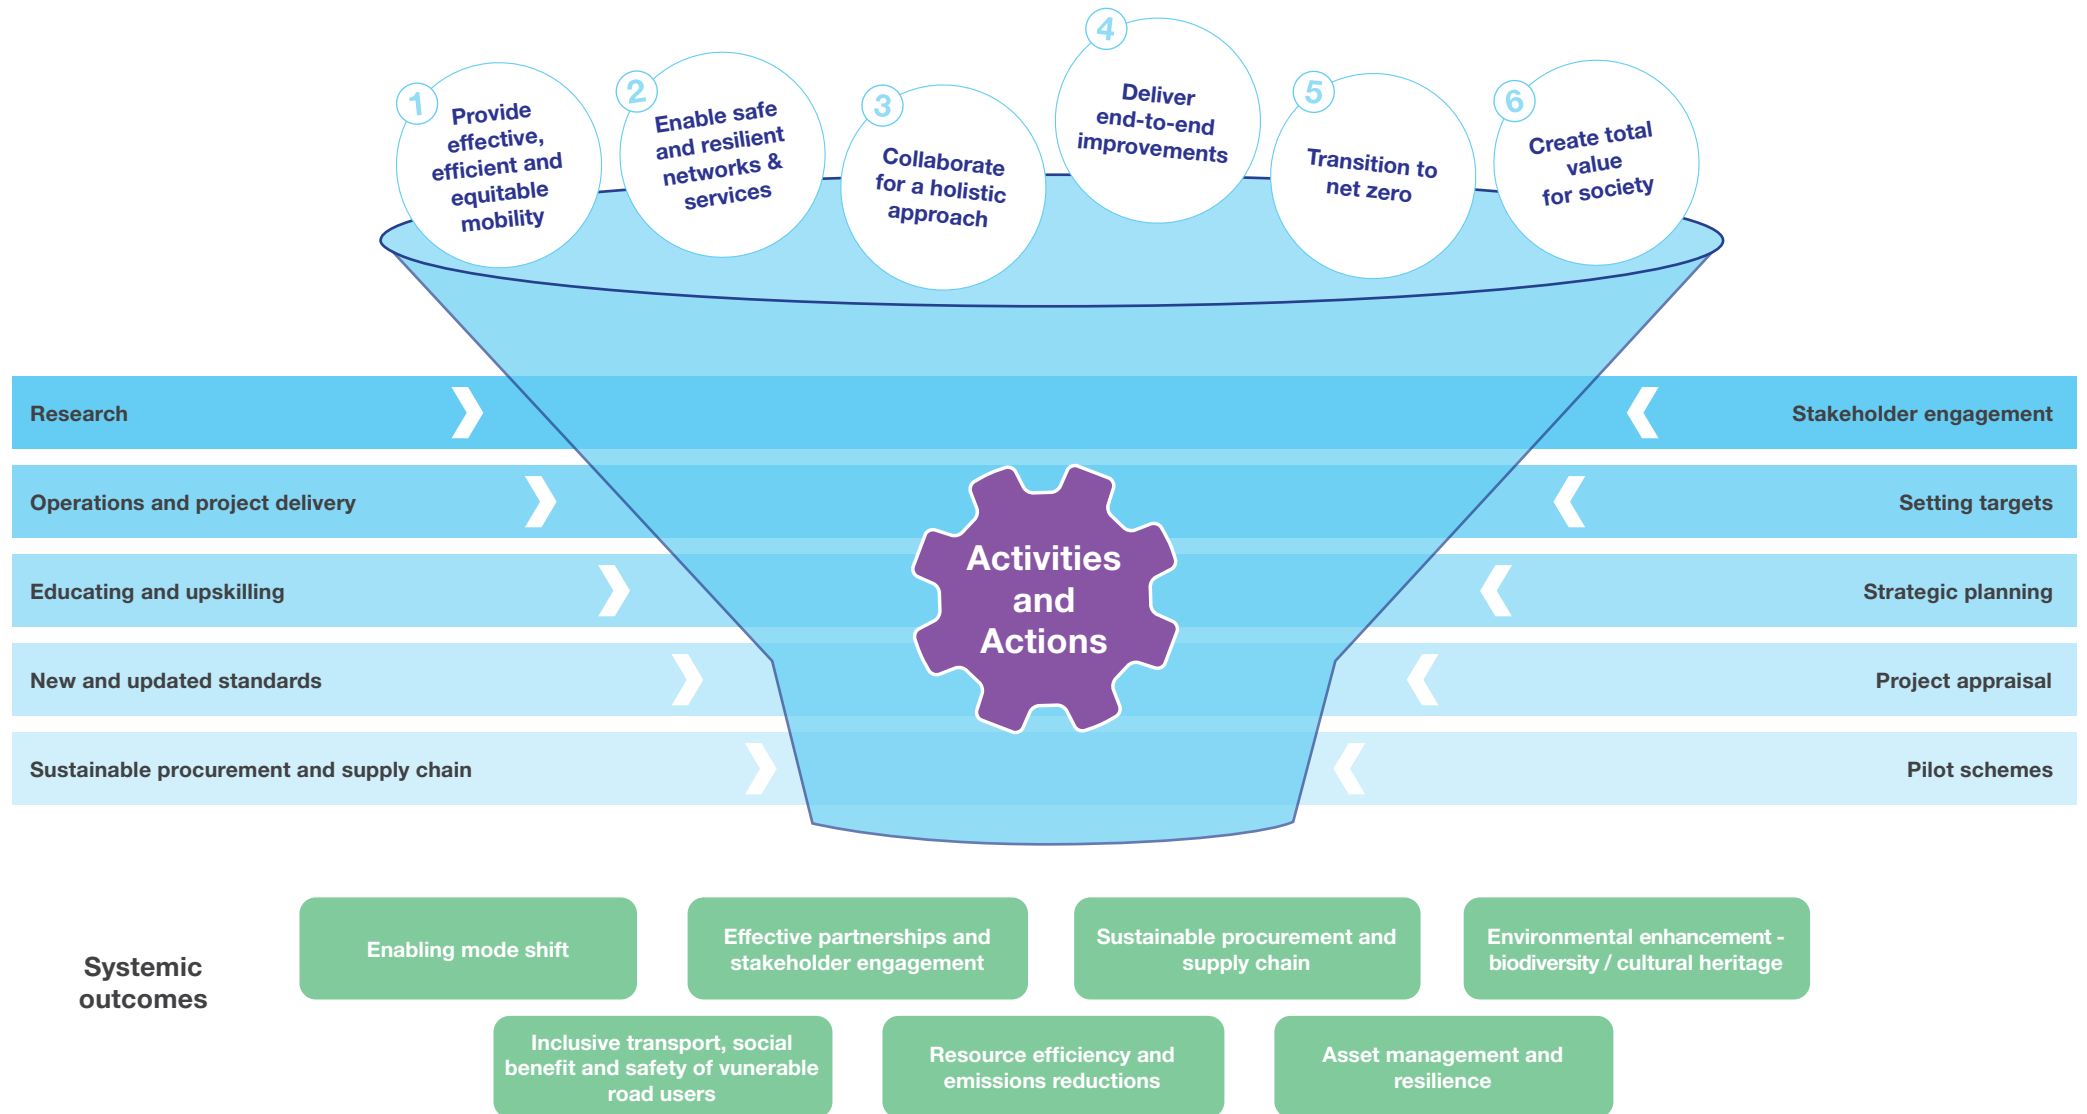 1
Provide
effective,
efficient and
equitable
mobility
2
Enable safe
and resilient
networks &
services
3
Collaborate
for a holistic
approach
4
Deliver
end-to-end
improvements
5
Transition to
net zero
6
Create total
value
for society
Research
Stakeholder engagement
Operations and project delivery
Setting targets
Educating and upskilling
Strategic planning
New and updated standards
Project appraisal
Sustainable procurement and supply chain
Pilot schemes
Activities
and
Actions
Systemic
outcomes
Enabling mode shift
Effective partnerships and
stakeholder engagement
Sustainable procurement and
supply chain
Environmental enhancement -
biodiversity / cultural heritage
Inclusive transport, social
benefit and safety of vunerable
road users
Resource efficiency and
emissions reductions
Asset management and
resilience